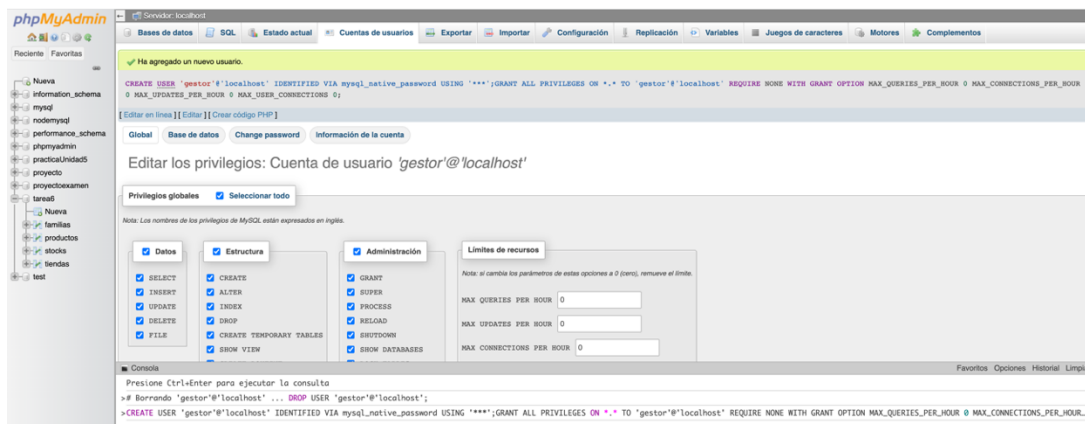 phpMyAdmin
Reciente Favoritas
Nueva
information_schema
mysql
nodemysql
performance_schema
phpmyadmin
practicaUnidad5
proyecto
proyectoexamen
tarea6
Nueva
familias
productos
stocks
tiendas
test
Servidor: localhost
Bases de datos SQL Estado actual Cuentas de usuarios Exportar Importar Configuración Replicación Variables Juegos de caracteres Motores Complementos
Ha agregado un nuevo usuario.
CREATE USER 'gestor'@'localhost' IDENTIFIED VIA mysql_native_password USING '***';GRANT ALL PRIVILEGES ON *.* TO 'gestor'@'localhost' REQUIRE NONE WITH GRANT OPTION MAX_QUERIES_PER_HOUR 0 MAX_CONNECTIONS_PER_HOUR
0 MAX_UPDATES_PER_HOUR 0 MAX_USER_CONNECTIONS 0;
[ Editar en línea ] [ Editar ] [ Crear código PHP ]
Global Base de datos Change password Información de la cuenta
Editar los privilegios: Cuenta de usuario 'gestor'@'localhost'
Privilegios globales Seleccionar todo
Nota: Los nombres de los privilegios de MySQL están expresados en inglés.
Datos
SELECT
INSERT
UPDATE
DELETE
FILE
Estructura
CREATE
ALTER
INDEX
DROP
CREATE TEMPORARY TABLES
SHOW VIEW
Administración
GRANT
SUPER
PROCESS
RELOAD
SHUTDOWN
SHOW DATABASES
Límites de recursos
Nota: si cambia los parámetros de estas opciones a 0 (cero), remueve el límite.
MAX QUERIES PER HOUR 0
MAX UPDATES PER HOUR 0
MAX CONNECTIONS PER HOUR 0
Consola Favoritos Opciones Historial Limpi
Presione Ctrl+Enter para ejecutar la consulta
># Borrando 'gestor'@'localhost' ... DROP USER 'gestor'@'localhost';
>CREATE USER 'gestor'@'localhost' IDENTIFIED VIA mysql_native_password USING '***';GRANT ALL PRIVILEGES ON *.* TO 'gestor'@'localhost' REQUIRE NONE WITH GRANT OPTION MAX_QUERIES_PER_HOUR 0 MAX_CONNECTIONS_PER_HOUR…